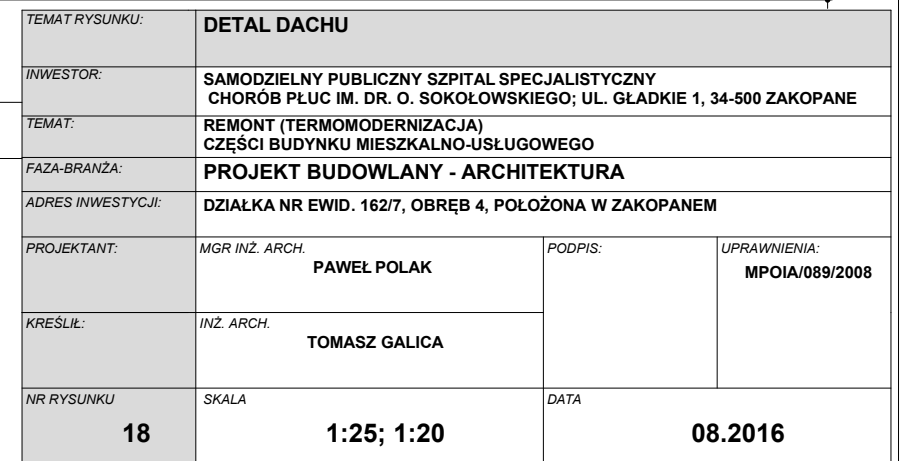 TEMAT RYSUNKU:
DETAL DACHU
INWESTOR:
SAMODZIELNY PUBLICZNY SZPITAL SPECJALISTYCZNY
CHORÓB PŁUC IM. DR. O. SOKOŁOWSKIEGO; UL. GŁADKIE 1, 34-500 ZAKOPANE
TEMAT:
REMONT (TERMOMODERNIZACJA)
CZĘŚCI BUDYNKU MIESZKALNO-USŁUGOWEGO
FAZA-BRANŻA:
PROJEKT BUDOWLANY - ARCHITEKTURA
ADRES INWESTYCJI:
DZIAŁKA NR EWID. 162/7, OBRĘB 4, POŁOŻONA W ZAKOPANEM
PROJEKTANT:
MGR INŻ. ARCH.
PAWEŁ POLAK
PODPIS:
UPRAWNIENIA:
MPOIA/089/2008
KREŚLIŁ:
INŻ. ARCH.
TOMASZ GALICA
NR RYSUNKU
18
SKALA
1:25; 1:20
DATA
08.2016